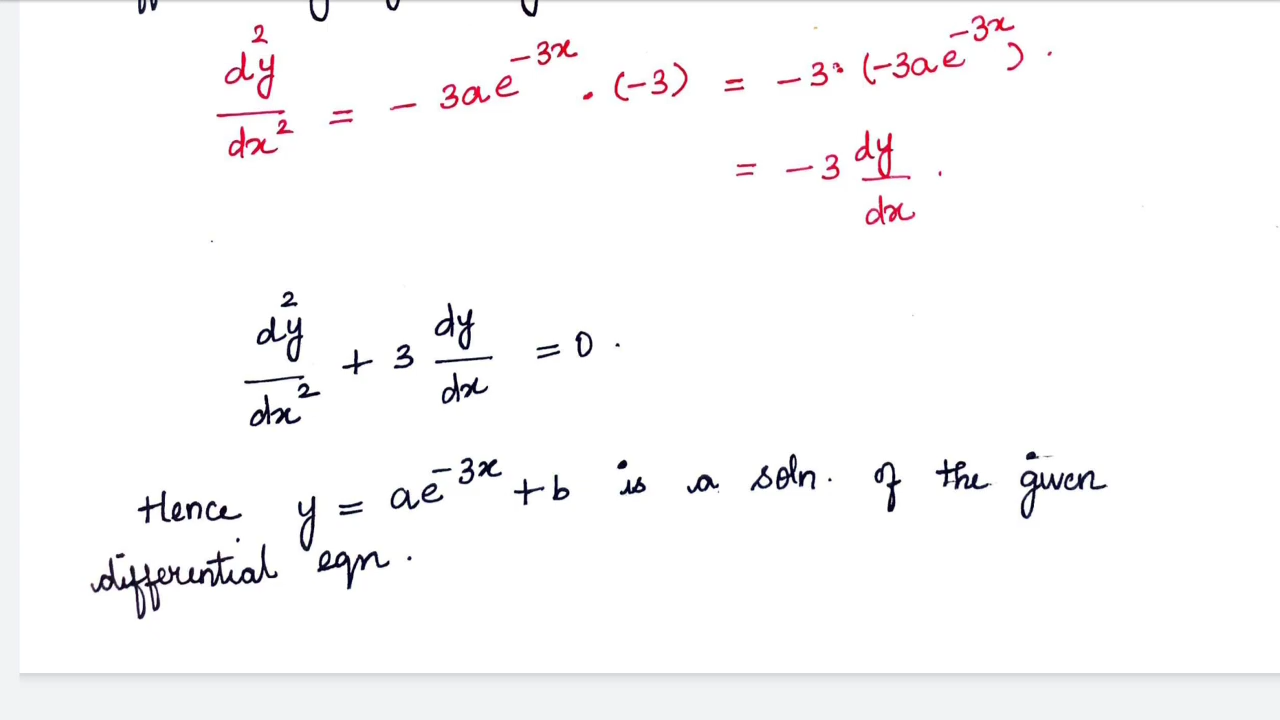 d²y/dx² = -3ae^{-3x} · (-3) = -3·(-3ae^{-3x}).
= -3 dy/dx.
d²y/dx² + 3 dy/dx = 0.
Hence y = ae^{-3x} + b is a soln. of the given
differential eqn.